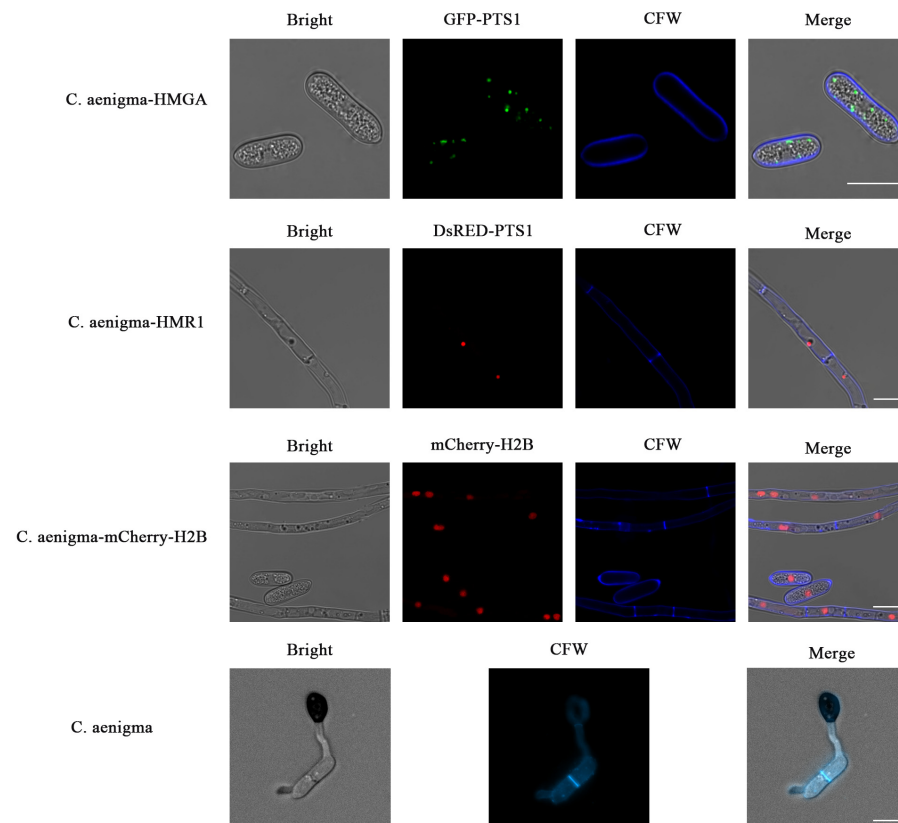 Bright GFP-PTS1 CFW Merge
C. aenigma-HMGA
Bright DsRED-PTS1 CFW Merge
C. aenigma-HMR1
Bright mCherry-H2B CFW Merge
C. aenigma-mCherry-H2B
Bright CFW Merge
C. aenigma